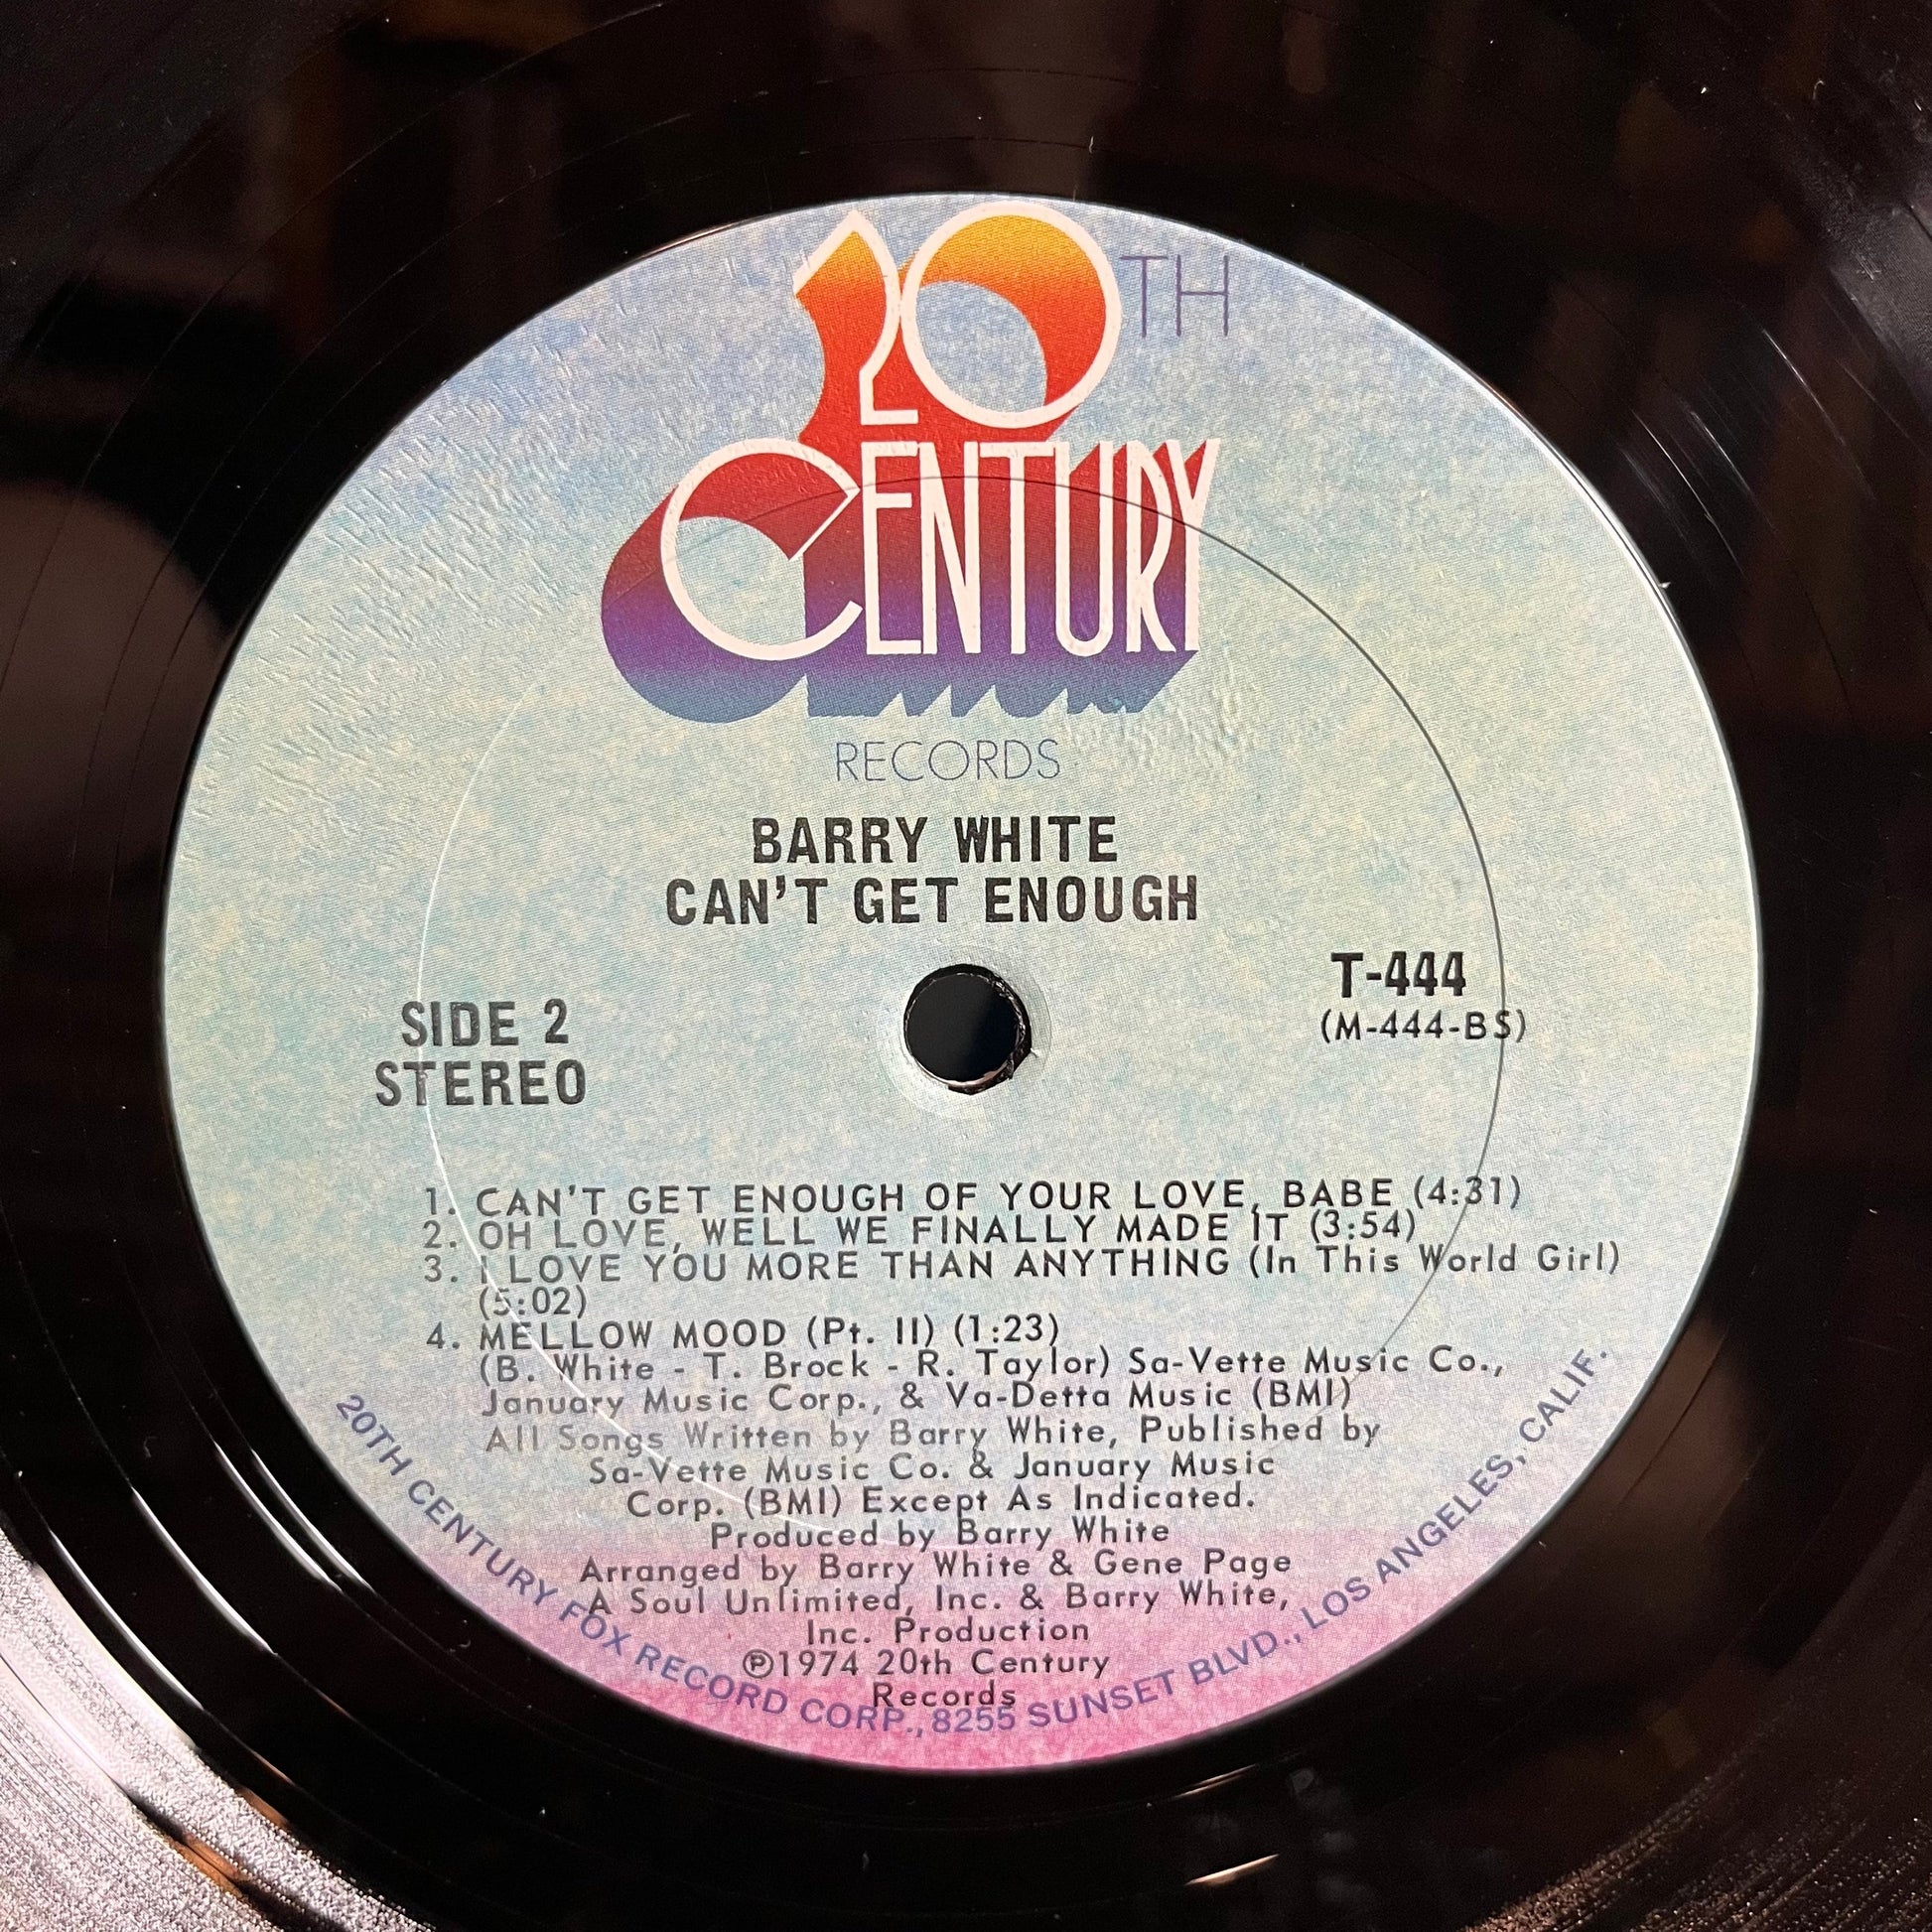 20TH
CENTURY
RECORDS
BARRY WHITE
CAN'T GET ENOUGH
T-444
(M-444-BS)
SIDE 2
STEREO
1. CAN'T GET ENOUGH OF YOUR LOVE, BABE (4:31)
2. OH LOVE, WELL WE FINALLY MADE IT (3:54)
3. I LOVE YOU MORE THAN ANYTHING (In This World Girl)
(5:02)
4. MELLOW MOOD (Pt. II) (1:23)
(B. White - T. Brock - R. Taylor) Sa-Vette Music Co.,
January Music Corp., & Va-Detta Music (BMI)
All Songs Written by Barry White, Published by
Sa-Vette Music Co. & January Music
Corp. (BMI) Except As Indicated.
Produced by Barry White
Arranged by Barry White & Gene Page
A Soul Unlimited, Inc. & Barry White,
Inc. Production
Ⓟ1974 20th Century
Records
20TH CENTURY FOX RECORD CORP., 8255 SUNSET BLVD., LOS ANGELES, CALIF.